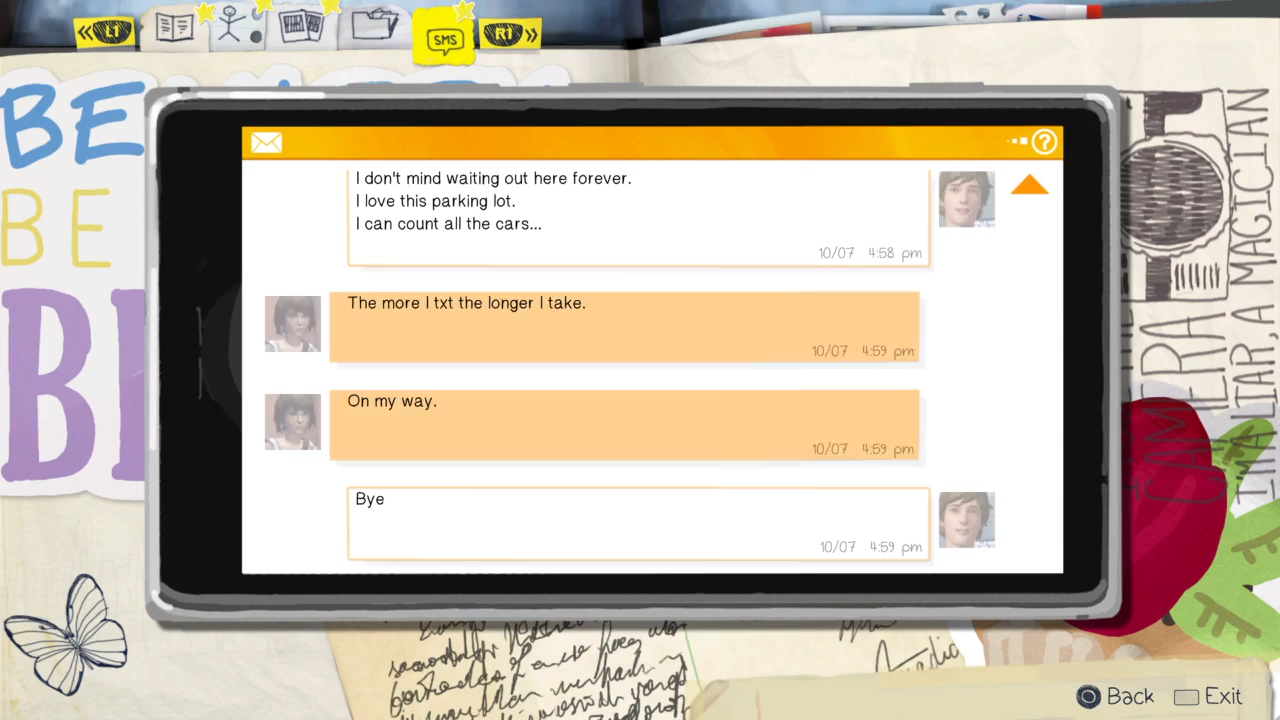 L1
SMS
R1
BE
BE
I don't mind waiting out here forever.
I love this parking lot.
I can count all the cars...
10/07 4:58 pm
The more I txt the longer I take.
10/07 4:59 pm
On my way.
10/07 4:59 pm
Bye
10/07 4:59 pm
CAMERA
I'M A LIAR, A MAGICIAN
Back
Exit